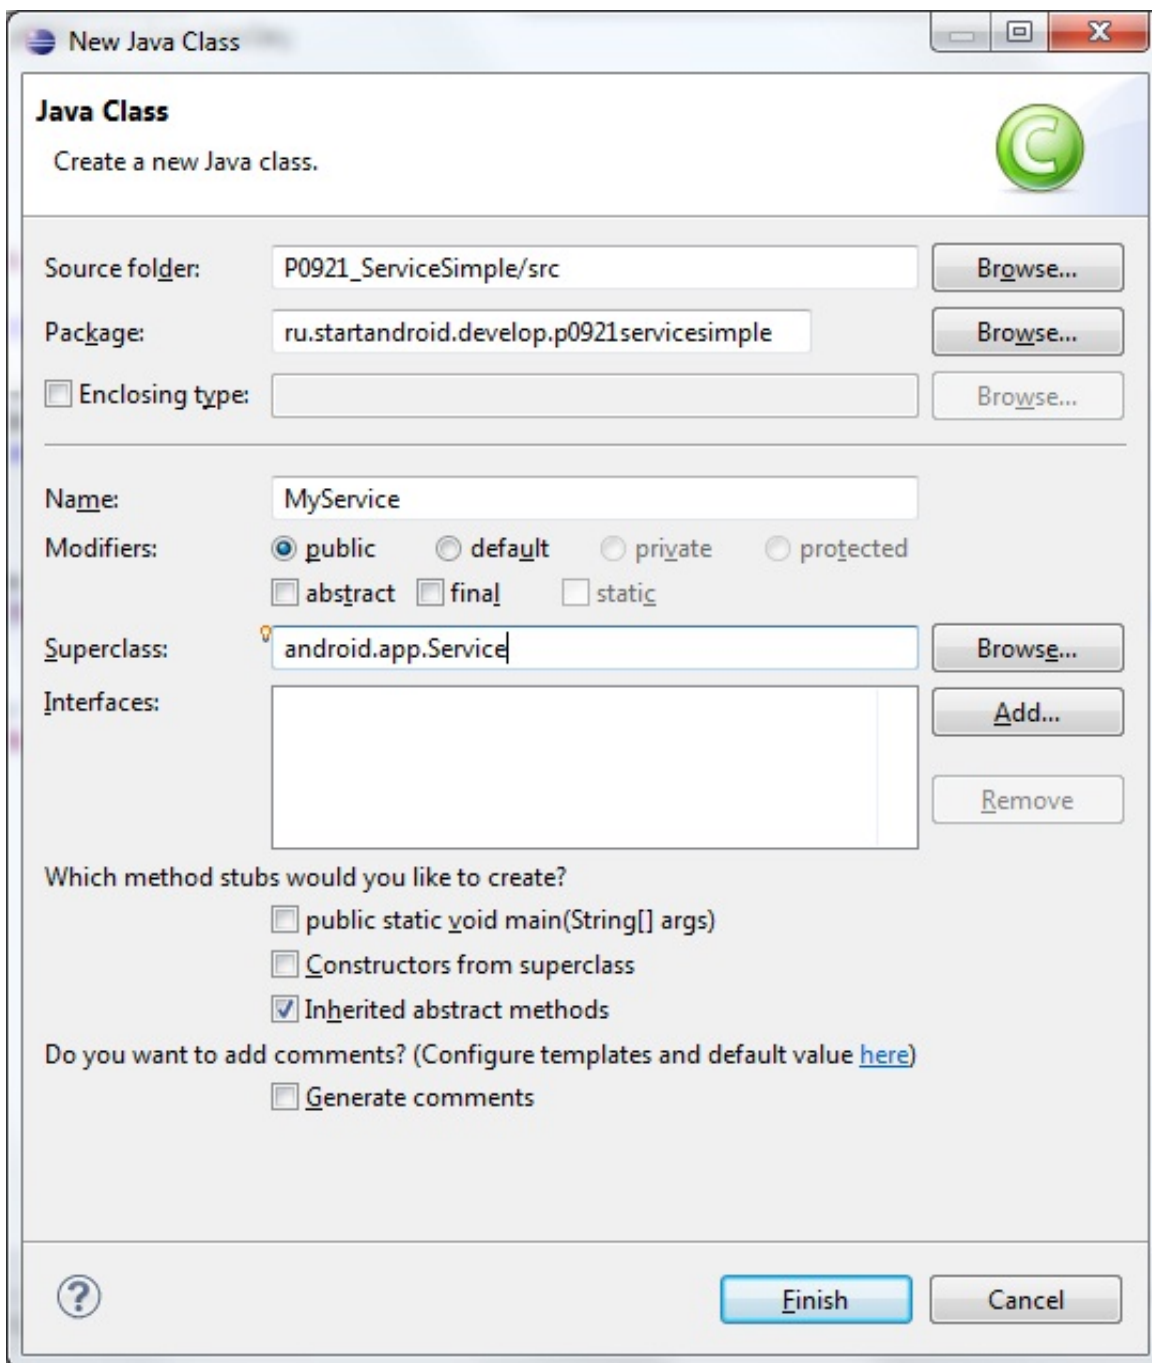 New Java Class
Java Class
Create a new Java class.
Source folder: P0921_ServiceSimple/src Browse...
Package: ru.startandroid.develop.p0921servicesimple Browse...
Enclosing type: Browse...
Name: MyService
Modifiers: public default private protected
abstract final static
Superclass: android.app.Service Browse...
Interfaces: Add...
Remove
Which method stubs would you like to create?
public static void main(String[] args)
Constructors from superclass
Inherited abstract methods
Do you want to add comments? (Configure templates and default value here)
Generate comments
? Finish Cancel